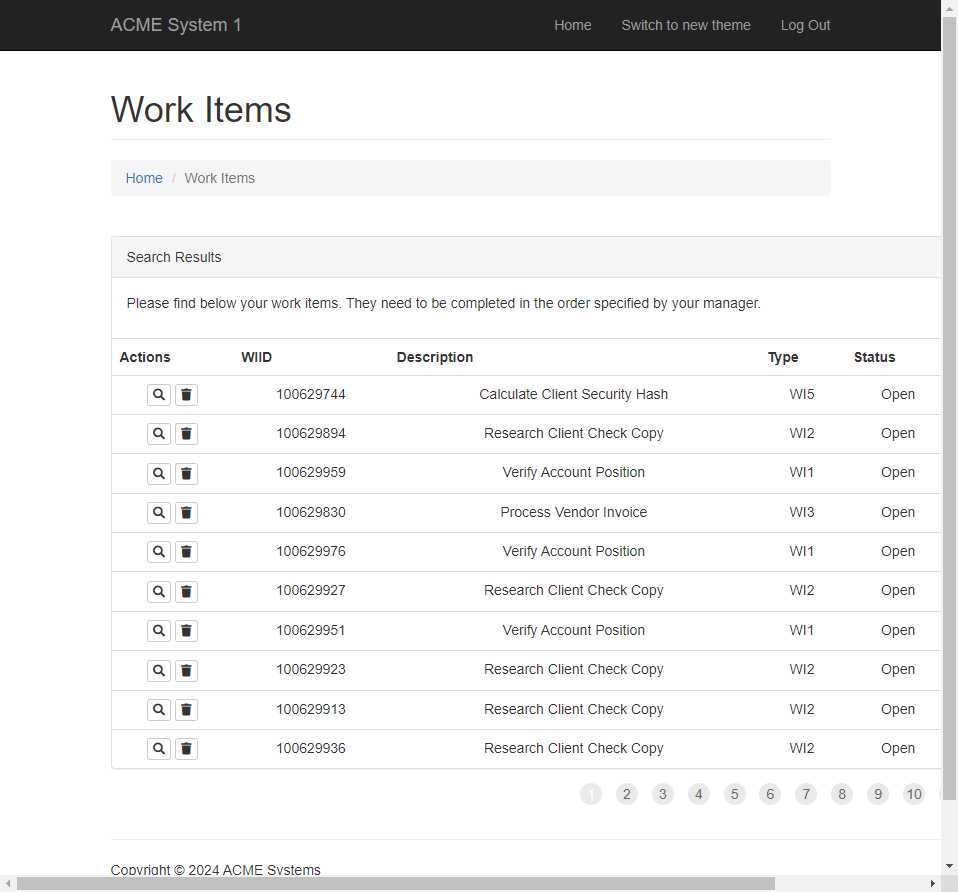 ACME System 1 Home Switch to new theme Log Out
Work Items
Home / Work Items
Search Results
Please find below your work items. They need to be completed in the order specified by your manager.
Actions WIID Description Type Status
100629744 Calculate Client Security Hash WI5 Open
100629894 Research Client Check Copy WI2 Open
100629959 Verify Account Position WI1 Open
100629830 Process Vendor Invoice WI3 Open
100629976 Verify Account Position WI1 Open
100629927 Research Client Check Copy WI2 Open
100629951 Verify Account Position WI1 Open
100629923 Research Client Check Copy WI2 Open
100629913 Research Client Check Copy WI2 Open
100629936 Research Client Check Copy WI2 Open
1 2 3 4 5 6 7 8 9 10
Copyright © 2024 ACME Systems